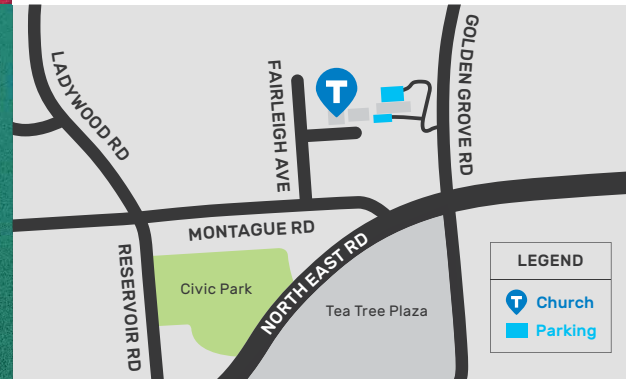 LADYWOOD RD
FAIRLEIGH AVE
GOLDEN GROVE RD
T
MONTAGUE RD
RESERVOIR RD
NORTH EAST RD
Civic Park
Tea Tree Plaza
LEGEND
T Church
Parking